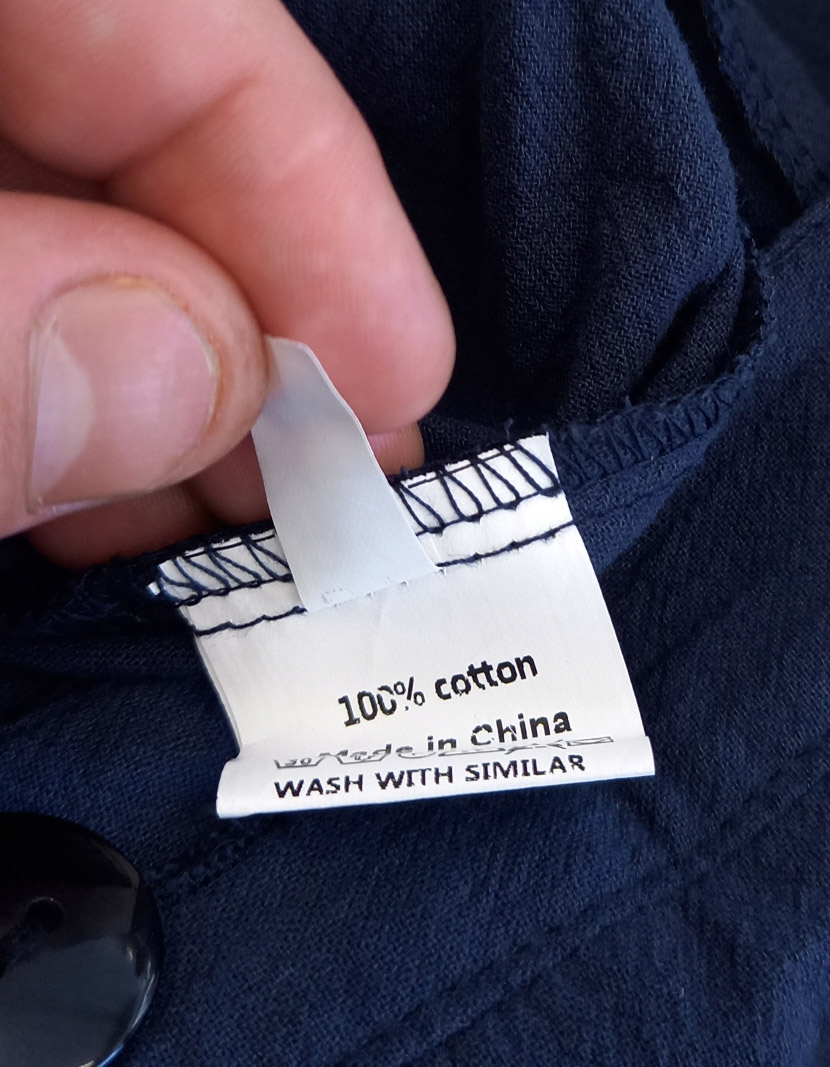 100% cotton
Made in China
WASH WITH SIMILAR